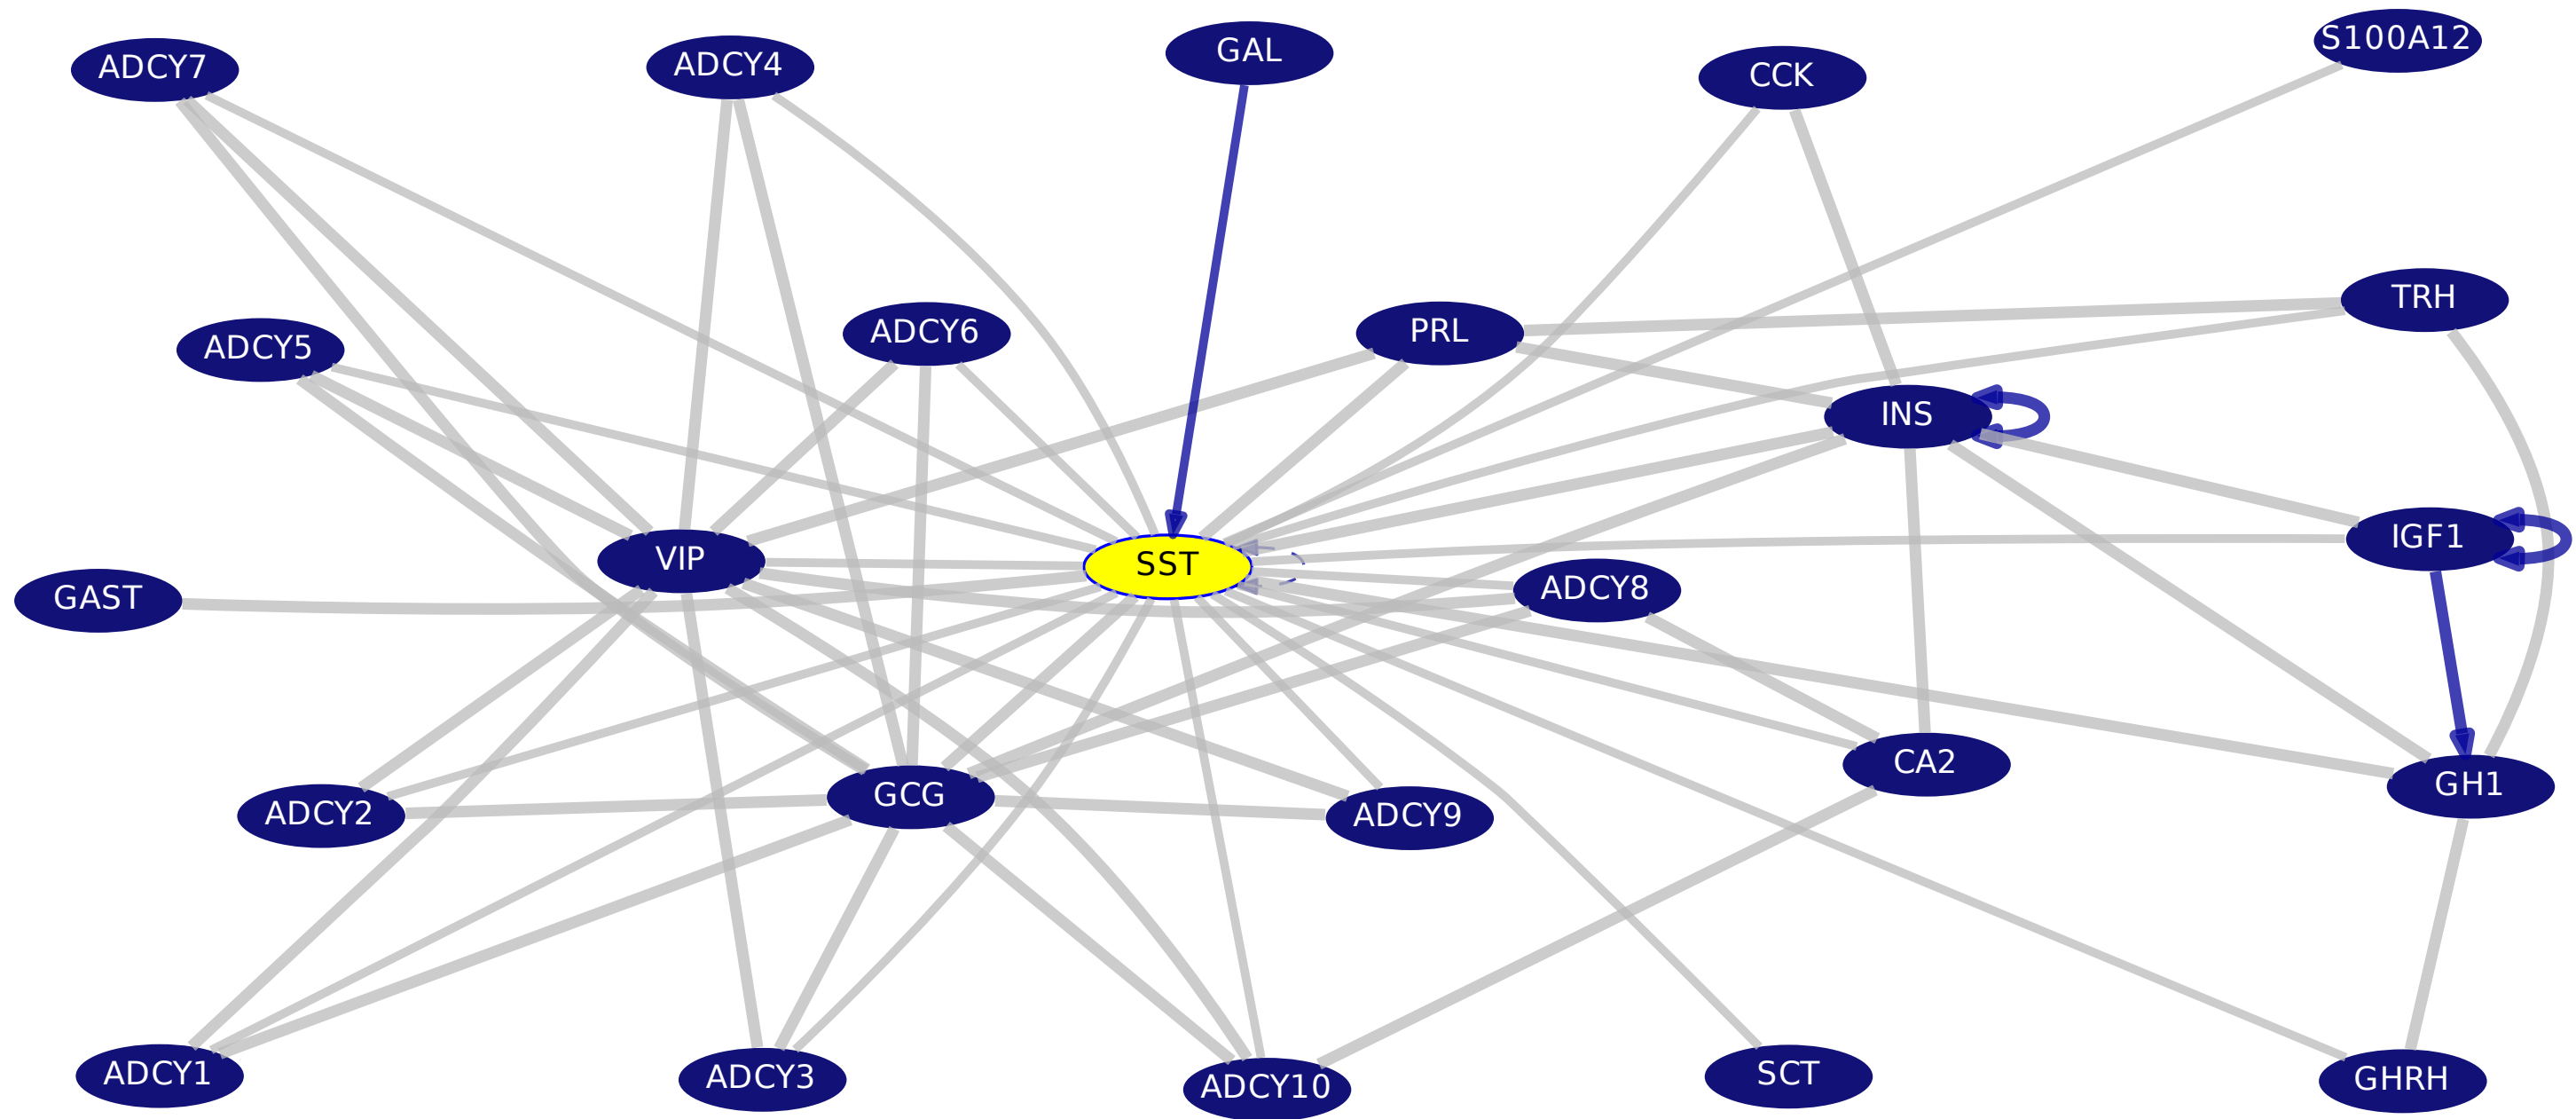 S100A12
GAL
ADCY4
ADCY7
CCK
TRH
PRL
ADCY6
ADCY5
INS
IGF1
VIP
SST
ADCY8
GAST
CA2
GH1
GCG
ADCY2
ADCY9
SCT
ADCY1
ADCY3
GHRH
ADCY10